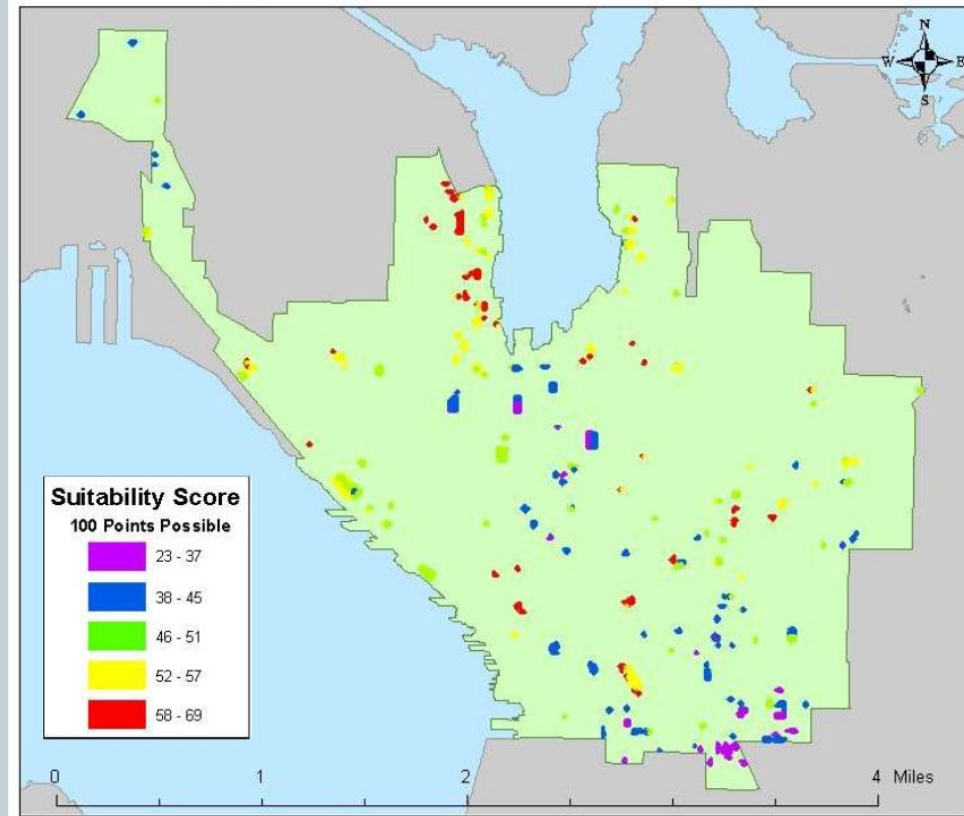 N
W E
S
Suitability Score
100 Points Possible
23 - 37
38 - 45
46 - 51
52 - 57
58 - 69
0 1 2 4 Miles